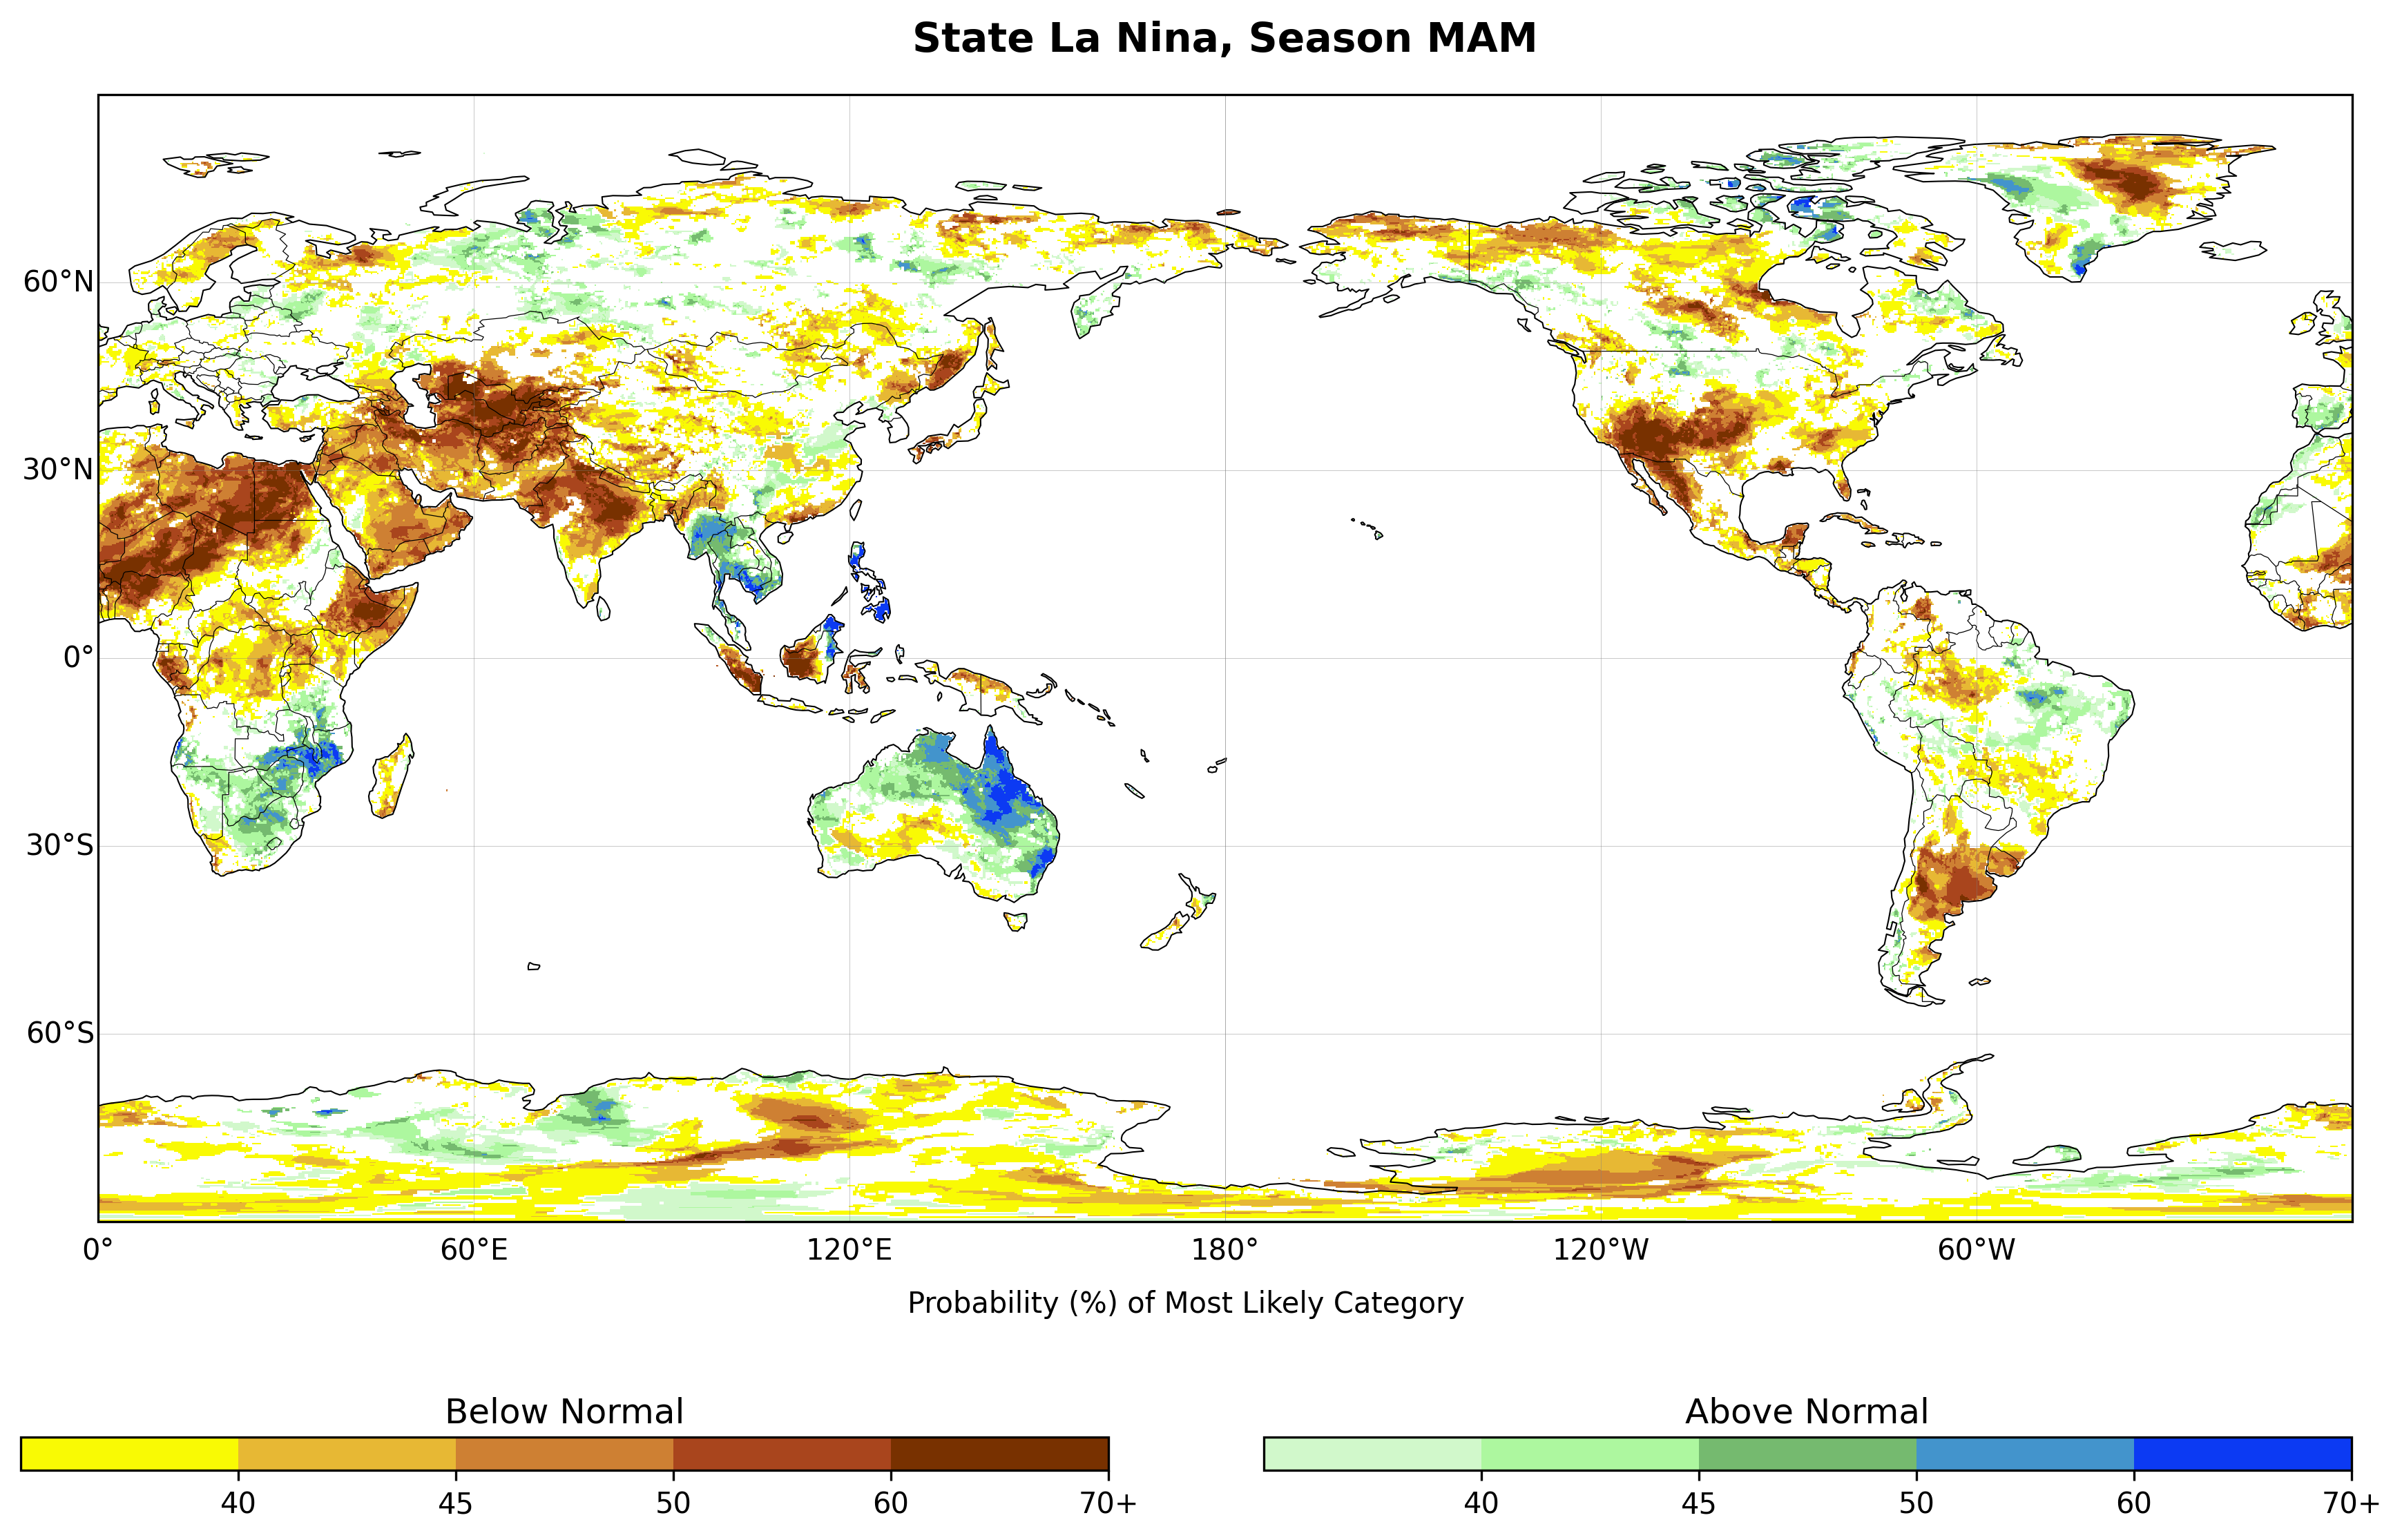 State La Nina, Season MAM
60°N
30°N
0°
30°S
60°S
0° 60°E 120°E 180° 120°W 60°W
Probability (%) of Most Likely Category
Below Normal Above Normal
40 45 50 60 70+ 40 45 50 60 70+